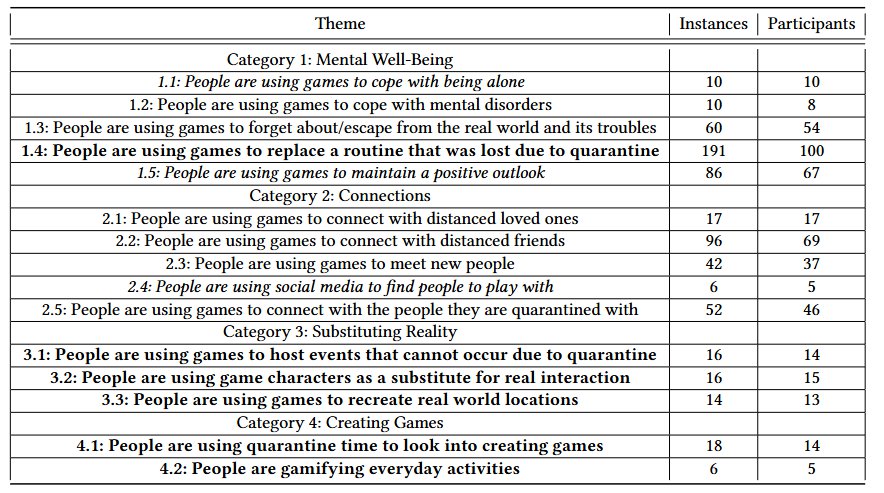 Theme Instances Participants
Category 1: Mental Well-Being
1.1: People are using games to cope with being alone 10 10
1.2: People are using games to cope with mental disorders 10 8
1.3: People are using games to forget about/escape from the real world and its troubles 60 54
1.4: People are using games to replace a routine that was lost due to quarantine 191 100
1.5: People are using games to maintain a positive outlook 86 67
Category 2: Connections
2.1: People are using games to connect with distanced loved ones 17 17
2.2: People are using games to connect with distanced friends 96 69
2.3: People are using games to meet new people 42 37
2.4: People are using social media to find people to play with 6 5
2.5: People are using games to connect with the people they are quarantined with 52 46
Category 3: Substituting Reality
3.1: People are using games to host events that cannot occur due to quarantine 16 14
3.2: People are using game characters as a substitute for real interaction 16 15
3.3: People are using games to recreate real world locations 14 13
Category 4: Creating Games
4.1: People are using quarantine time to look into creating games 18 14
4.2: People are gamifying everyday activities 6 5